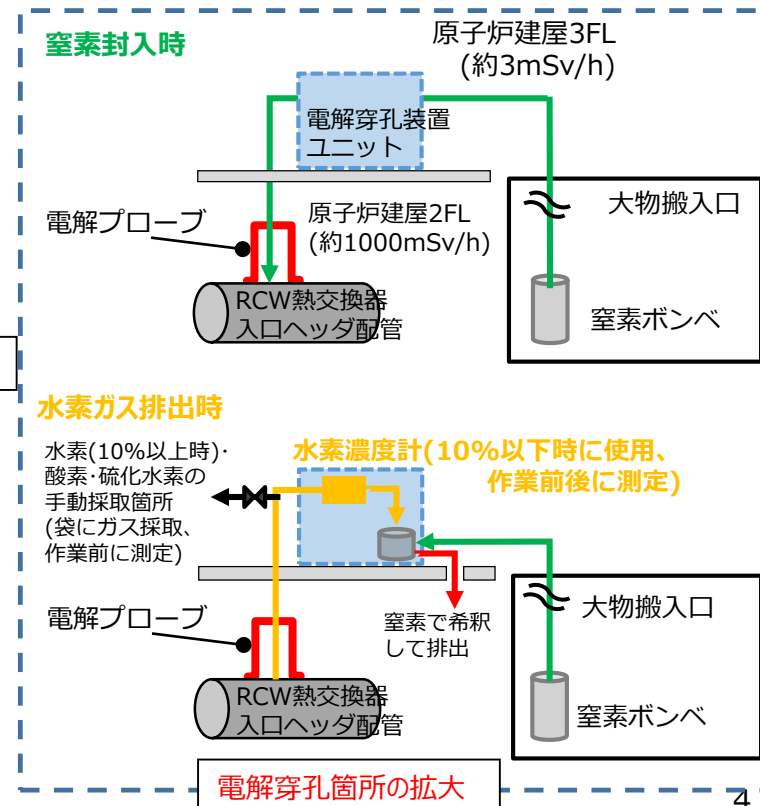 窒素封入時
原子炉建屋3FL
(約3mSv/h)
電解穿孔装置
ユニット
電解プローブ
原子炉建屋2FL
(約1000mSv/h)
大物搬入口
RCW熱交換器
入口ヘッダ配管
窒素ボンベ
水素ガス排出時
水素(10%以上時)・
酸素・硫化水素の
手動採取箇所
(袋にガス採取、
作業前に測定)
水素濃度計(10%以下時に使用、
作業前後に測定)
電解プローブ
窒素で希釈
して排出
大物搬入口
RCW熱交換器
入口ヘッダ配管
窒素ボンベ
電解穿孔箇所の拡大
4